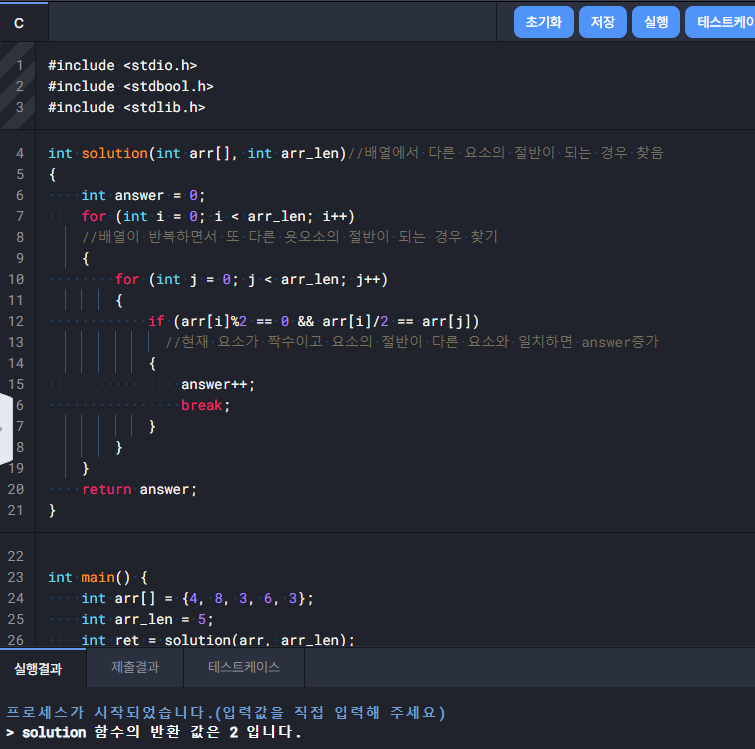 C
초기화 저장 실행 테스트케이
1 #include <stdio.h>
2 #include <stdbool.h>
3 #include <stdlib.h>
4 int solution(int arr[], int arr_len)//배열에서 다른 요소의 절반이 되는 경우 찾음
5 {
6 int answer = 0;
7 for (int i = 0; i < arr_len; i++)
8 //배열이 반복하면서 또 다른 욧오소의 절반이 되는 경우 찾기
9 {
10 for (int j = 0; j < arr_len; j++)
11 {
12 if (arr[i]%2 == 0 && arr[i]/2 == arr[j])
13 //현재 요소가 짝수이고 요소의 절반이 다른 요소와 일치하면 answer증가
14 {
15 answer++;
6 break;
7 }
8 }
19 }
20 return answer;
21 }
22
23 int main() {
24 int arr[] = {4, 8, 3, 6, 3};
25 int arr_len = 5;
26 int ret = solution(arr, arr_len);
실행결과 제출결과 테스트케이스
프로세스가 시작되었습니다.(입력값을 직접 입력해 주세요)
> solution 함수의 반환 값은 2 입니다.